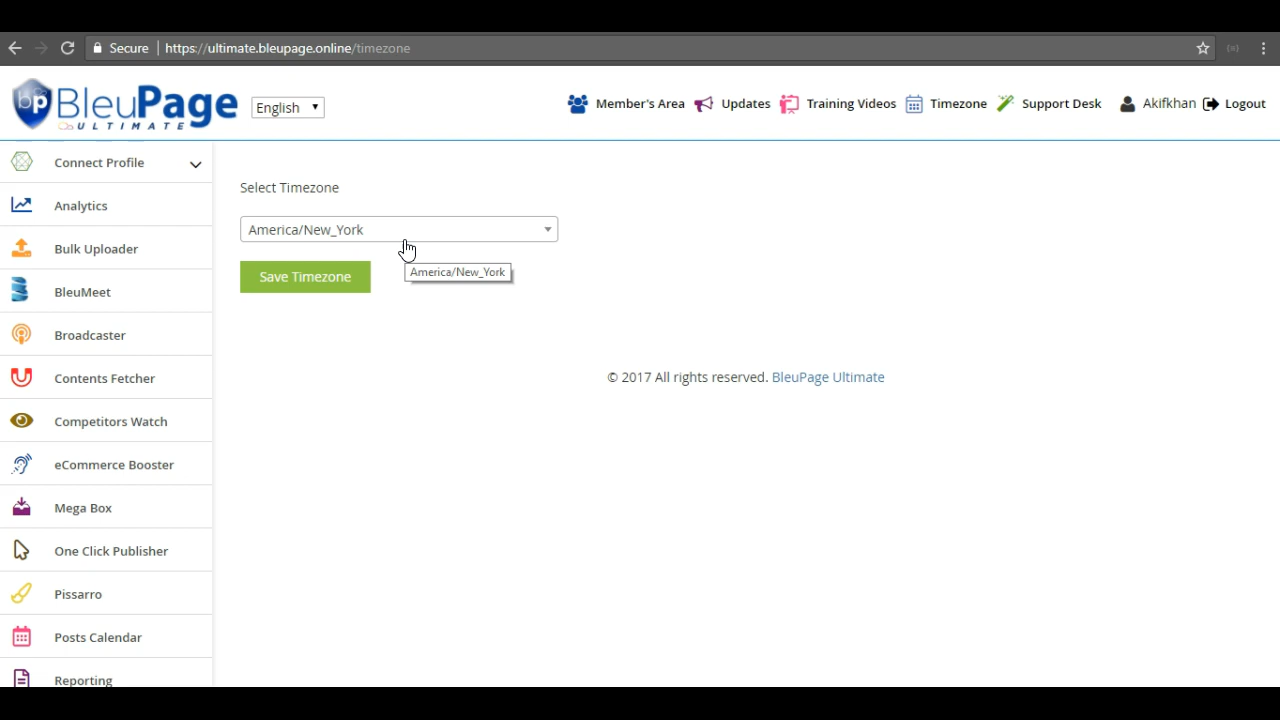 Secure https://ultimate.bleupage.online/timezone
bp BleuPage
ULTIMATE
English
Member's Area Updates Training Videos Timezone Support Desk Akifkhan Logout
Connect Profile
Analytics
Bulk Uploader
BleuMeet
Broadcaster
Contents Fetcher
Competitors Watch
eCommerce Booster
Mega Box
One Click Publisher
Pissarro
Posts Calendar
Reporting
Select Timezone
America/New_York
Save Timezone
America/New_York
© 2017 All rights reserved. BleuPage Ultimate